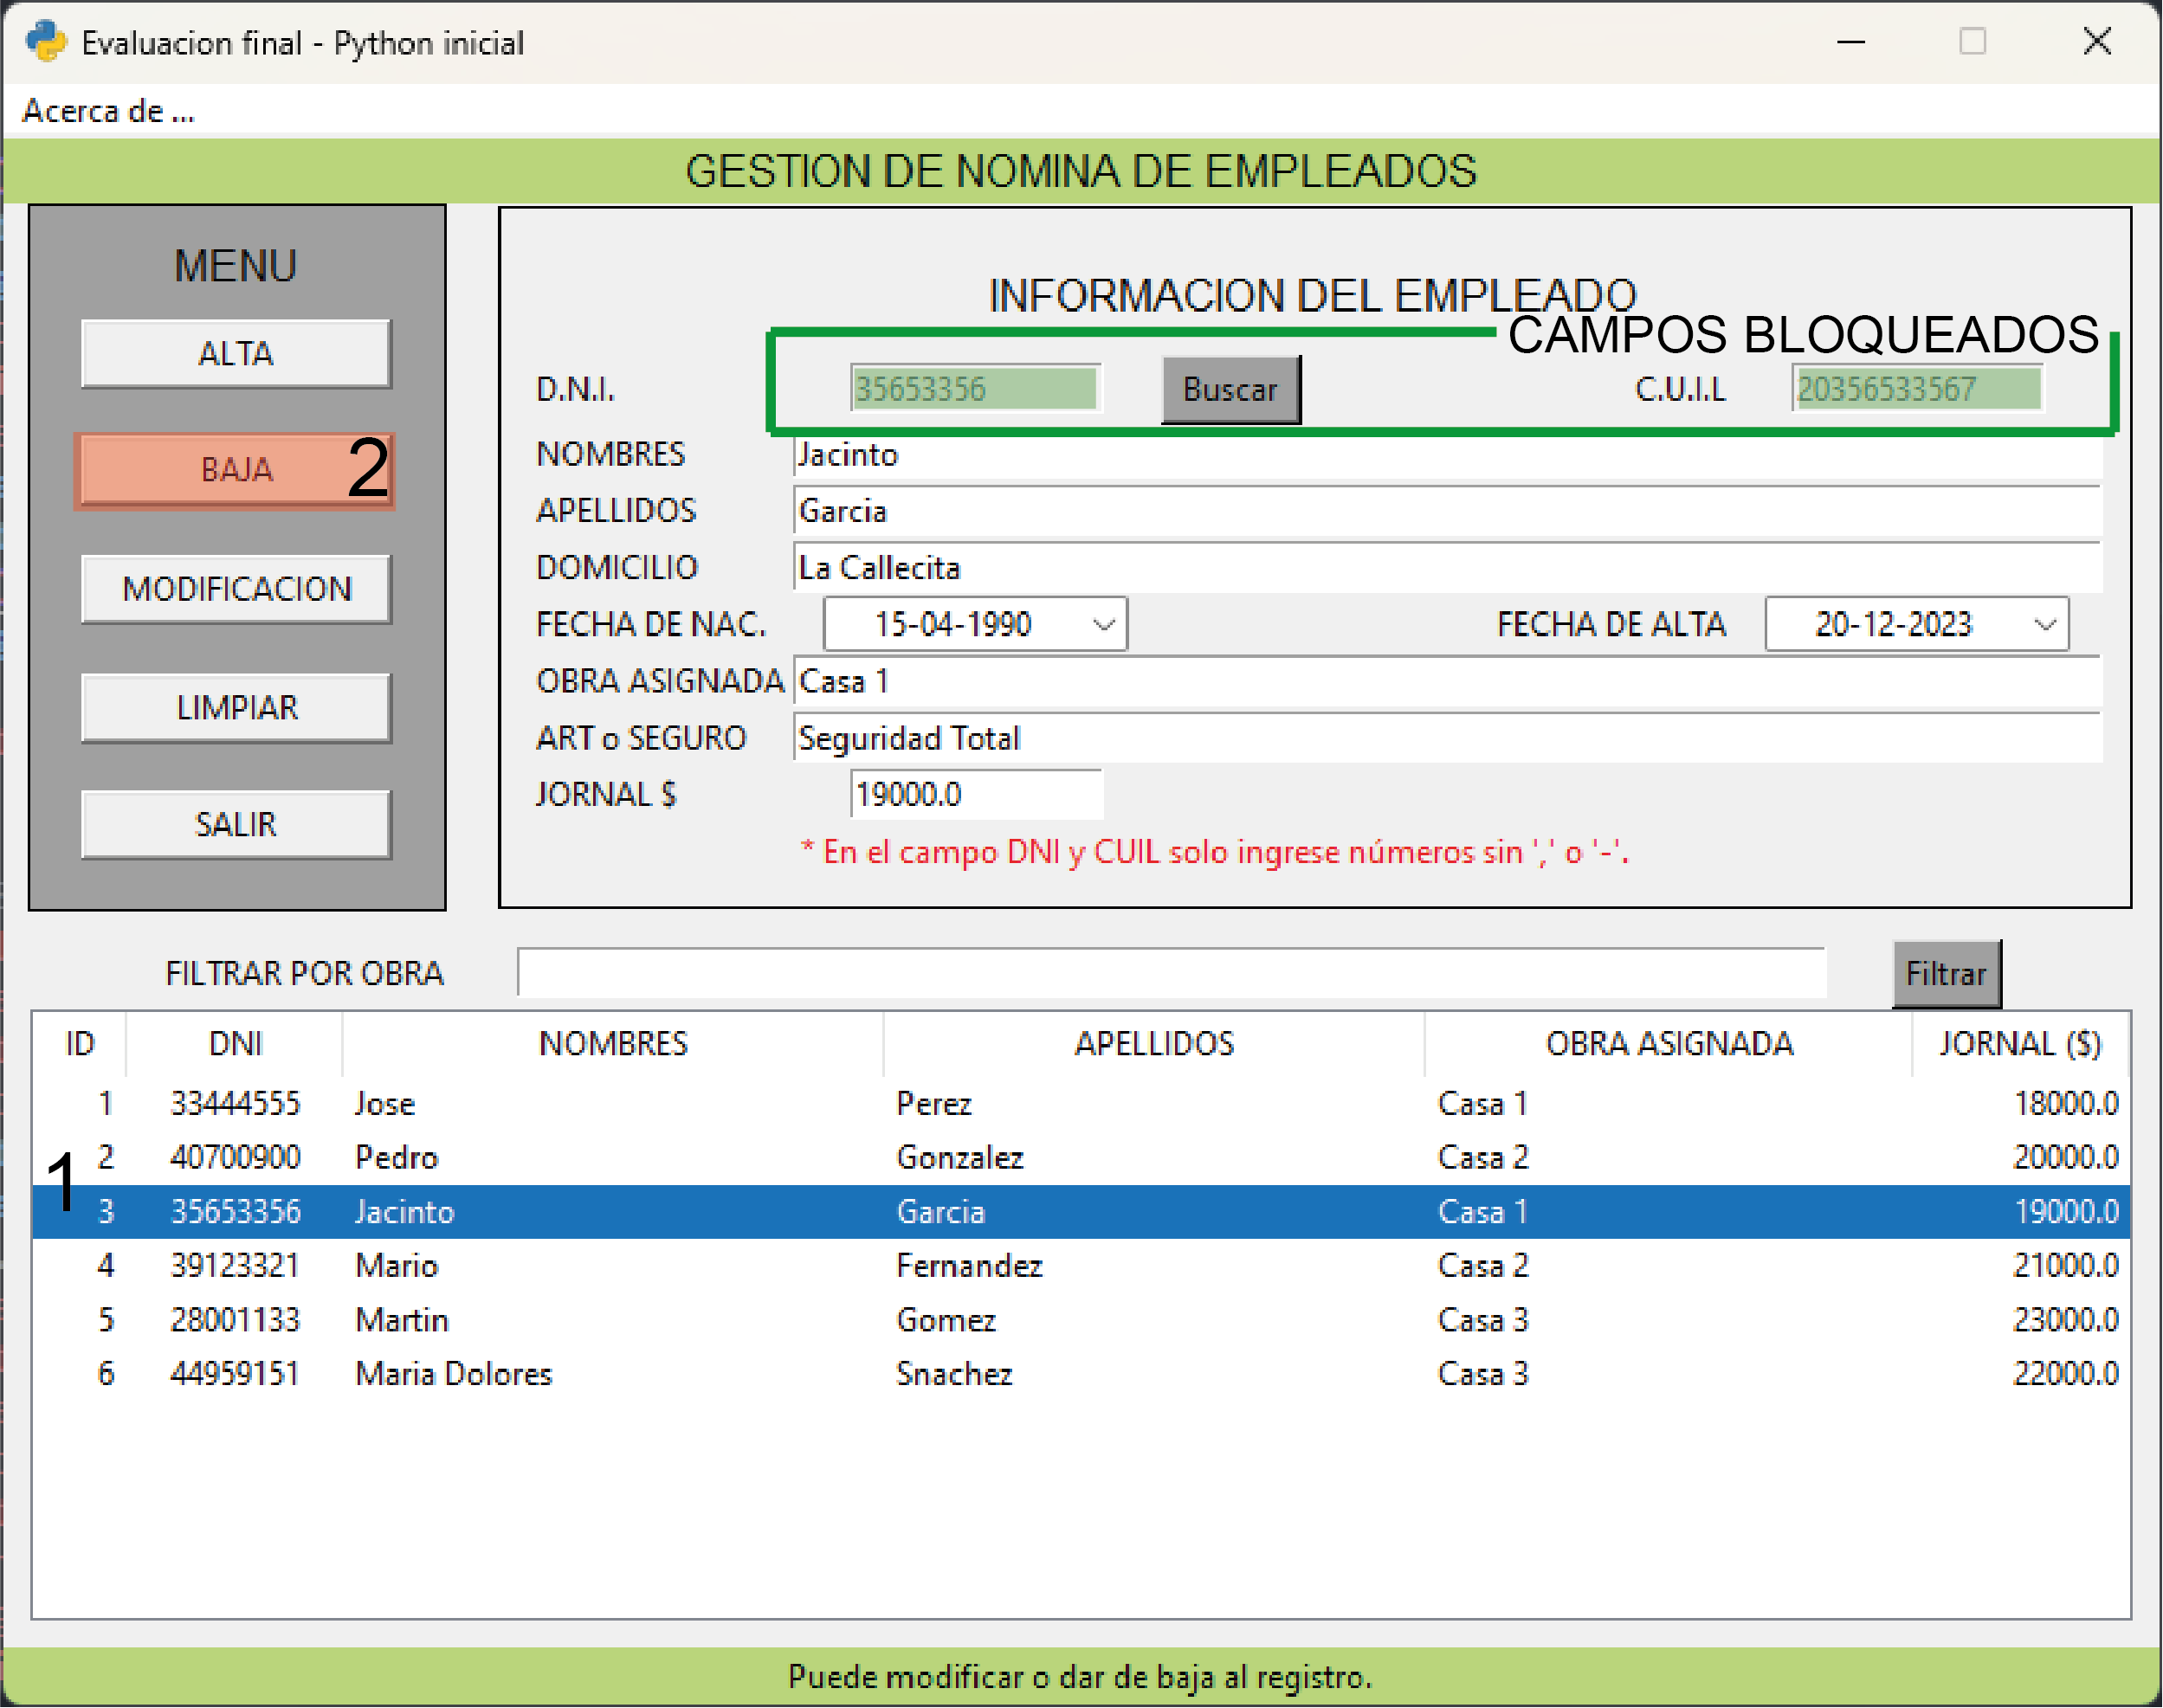 Evaluacion final - Python inicial
Acerca de ...
GESTION DE NOMINA DE EMPLEADOS
MENU
ALTA
BAJA 2
MODIFICACION
LIMPIAR
SALIR
INFORMACION DEL EMPLEADO
CAMPOS BLOQUEADOS
D.N.I. 35653356 Buscar C.U.I.L 20356533567
NOMBRES Jacinto
APELLIDOS Garcia
DOMICILIO La Callecita
FECHA DE NAC. 15-04-1990 FECHA DE ALTA 20-12-2023
OBRA ASIGNADA Casa 1
ART o SEGURO Seguridad Total
JORNAL $ 19000.0
* En el campo DNI y CUIL solo ingrese números sin ',' o '-'.
FILTRAR POR OBRA Filtrar
ID DNI NOMBRES APELLIDOS OBRA ASIGNADA JORNAL ($)
1 33444555 Jose Perez Casa 1 18000.0
2 40700900 Pedro Gonzalez Casa 2 20000.0
1
3 35653356 Jacinto Garcia Casa 1 19000.0
4 39123321 Mario Fernandez Casa 2 21000.0
5 28001133 Martin Gomez Casa 3 23000.0
6 44959151 Maria Dolores Snachez Casa 3 22000.0
Puede modificar o dar de baja al registro.